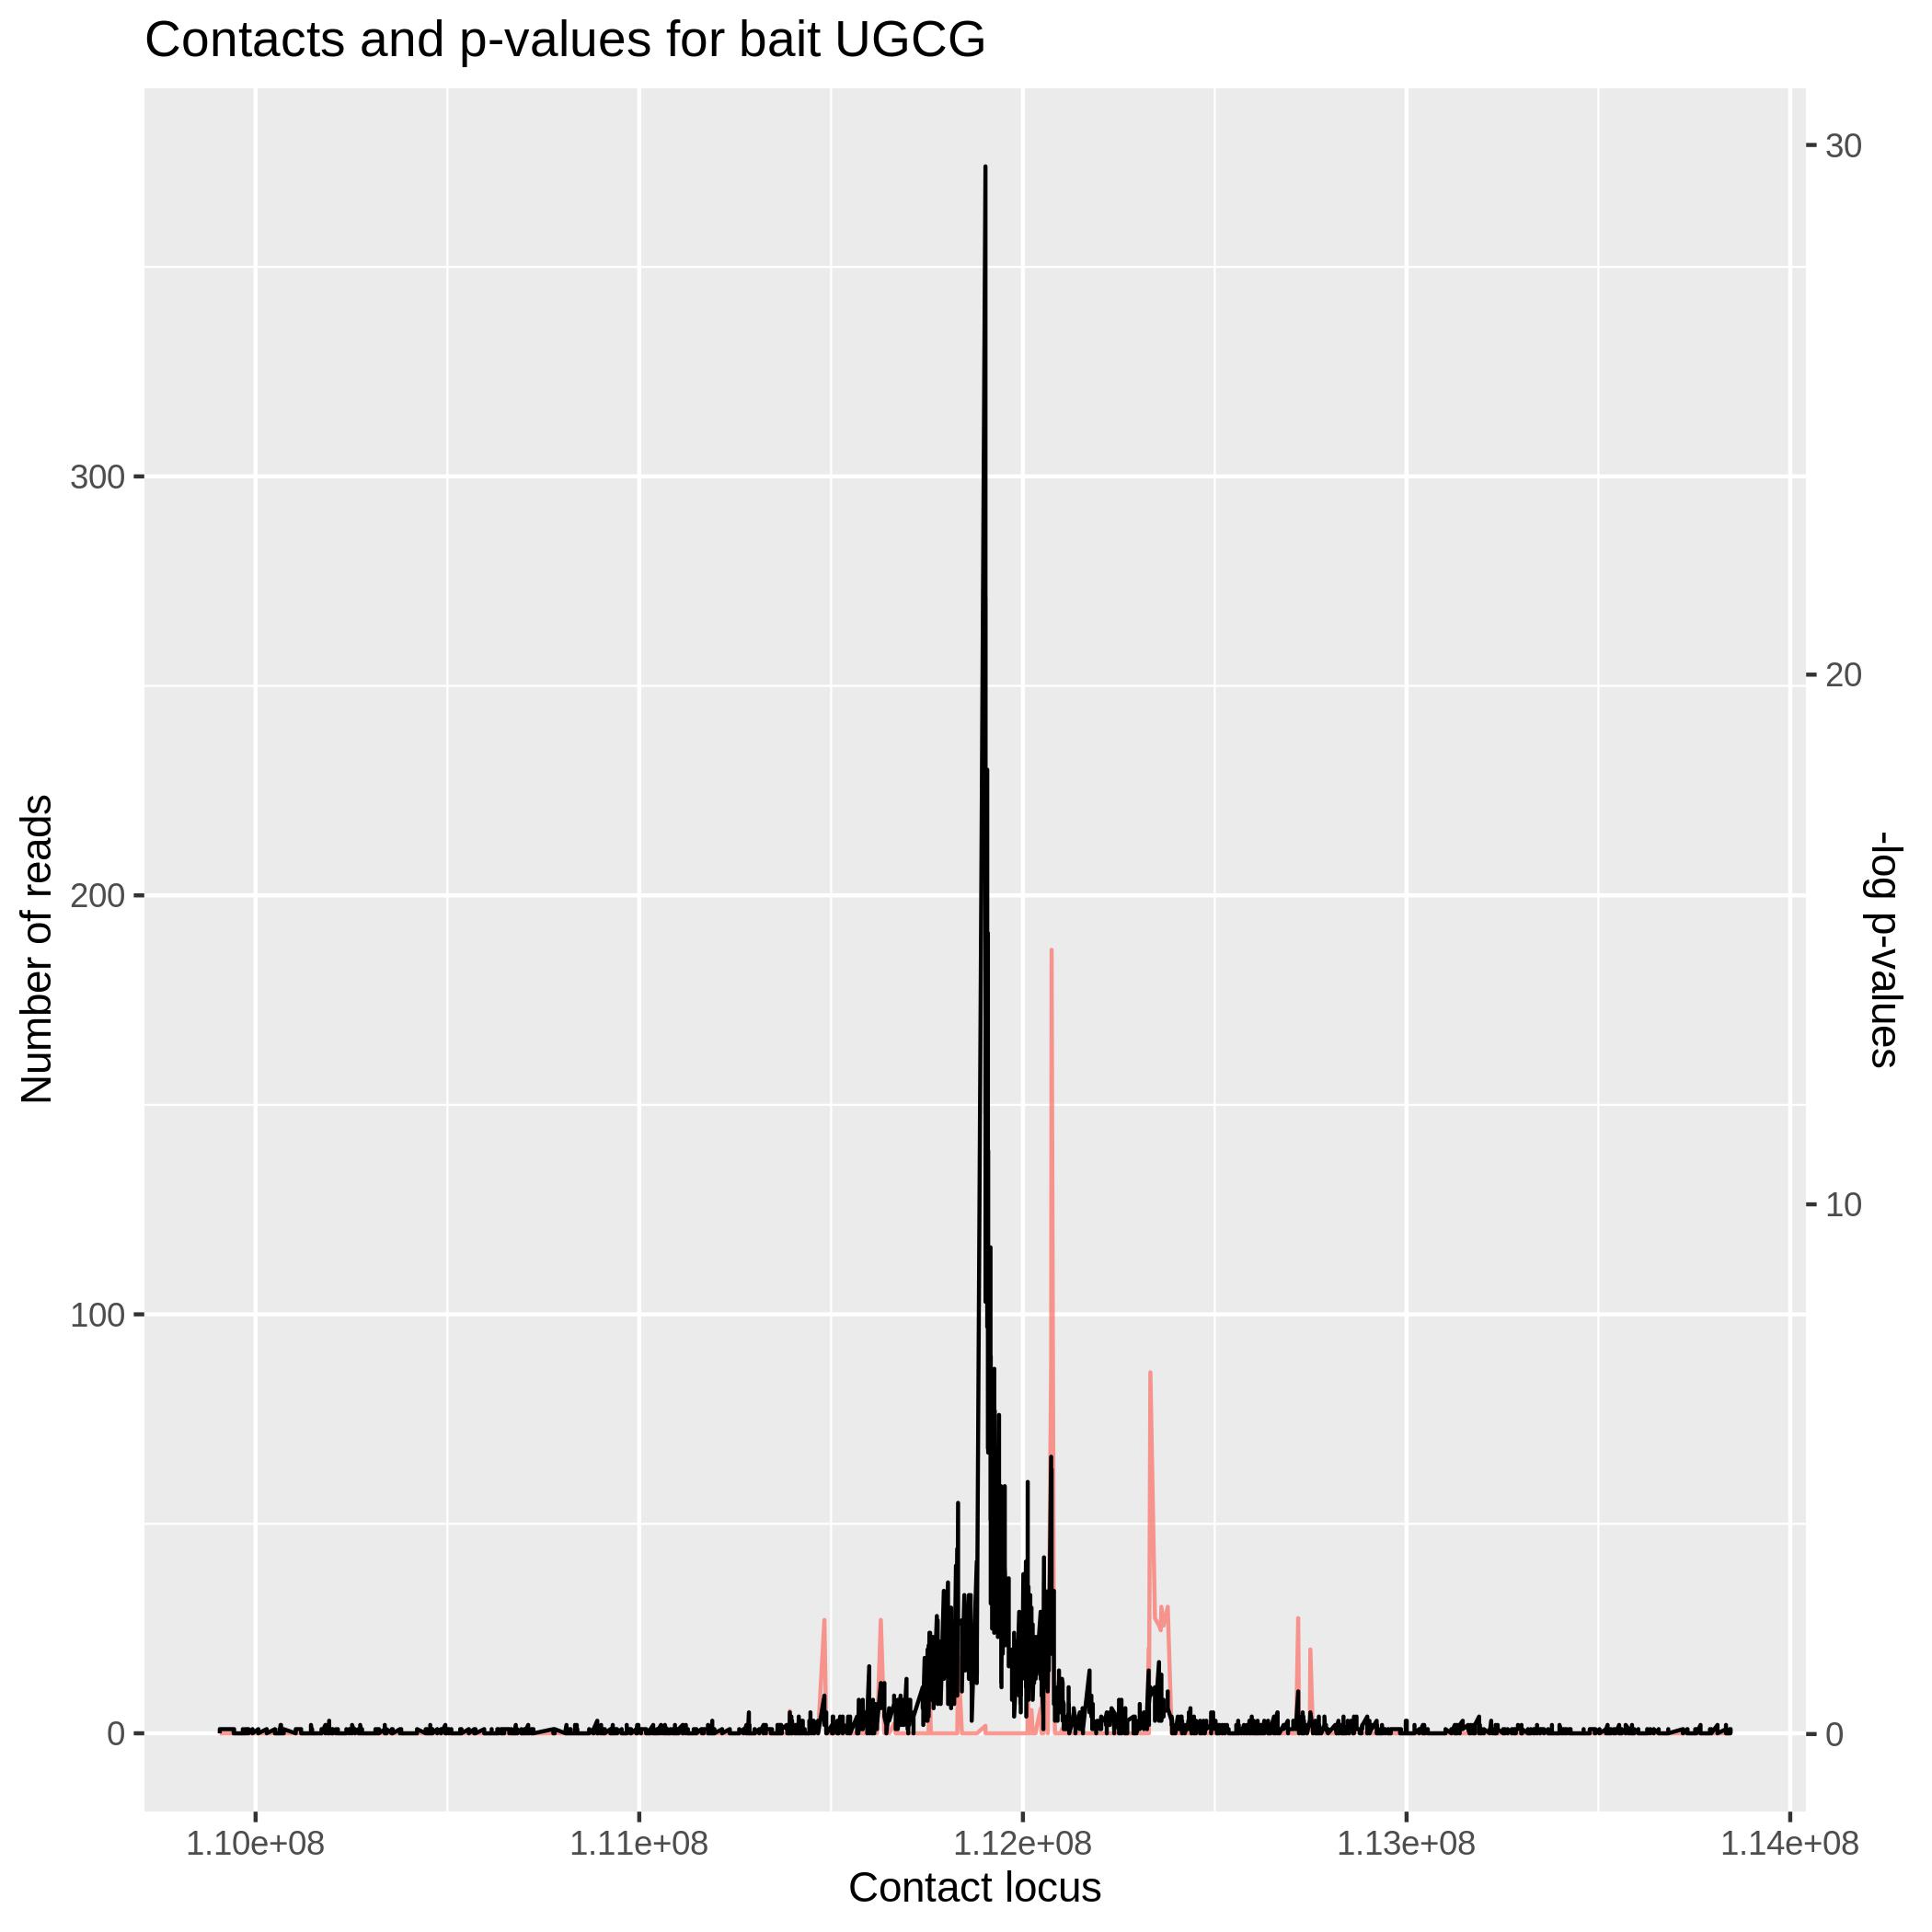 Contacts and p-values for bait UGCG
Number of reads
300
200
100
0
30
20
10
0
-log p-values
1.10e+08
1.11e+08
1.12e+08
1.13e+08
1.14e+08
Contact locus